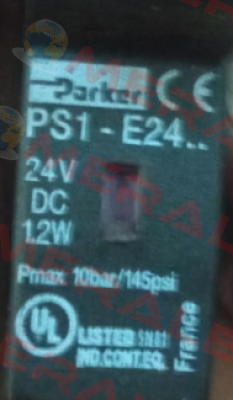 Parker CE
PS1 - E24..
24V
DC
1.2W
Pmax. 10bar/145psi
UL LISTED
IND.CONT.EQ.
France